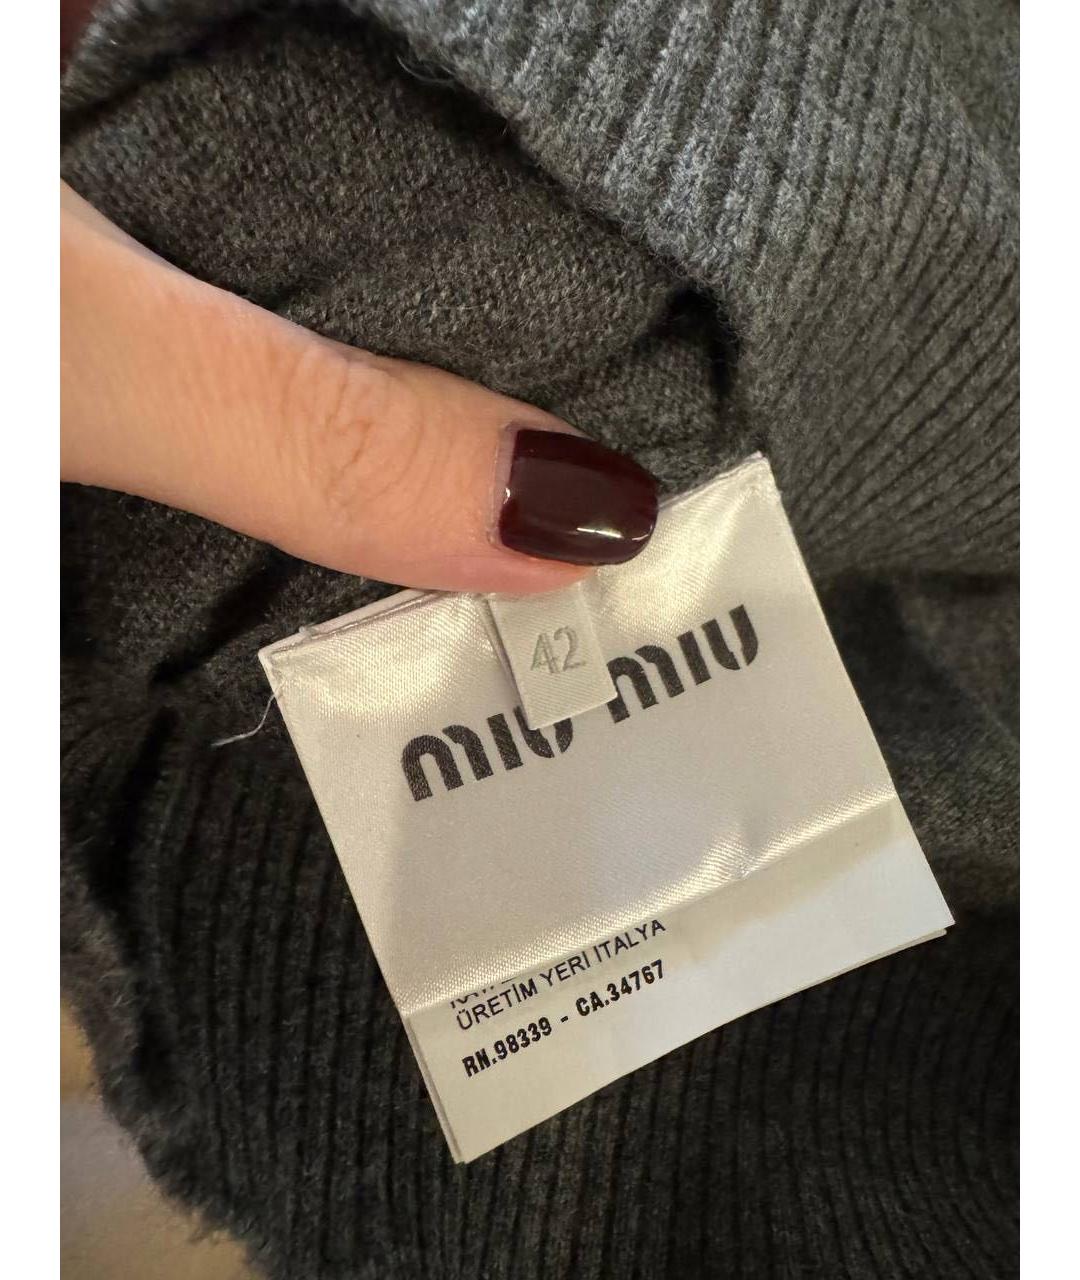 42
miu miu
ÜRETİM YERİ İTALYA
RN.98339 - CA.34767